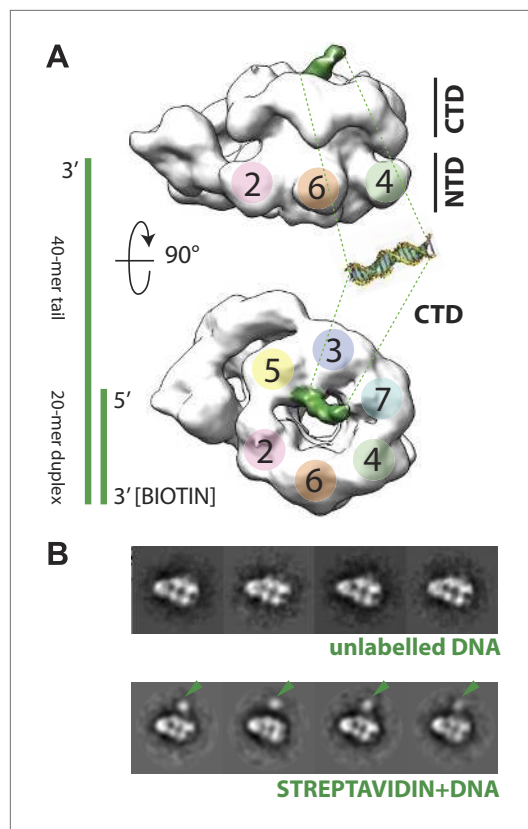 A
CTD
NTD
2
6
4
3′
40-mer tail
90°
CTD
3
5
7
5′
20-mer duplex
2
4
6
3′ [BIOTIN]
B
unlabelled DNA
STREPTAVIDIN+DNA